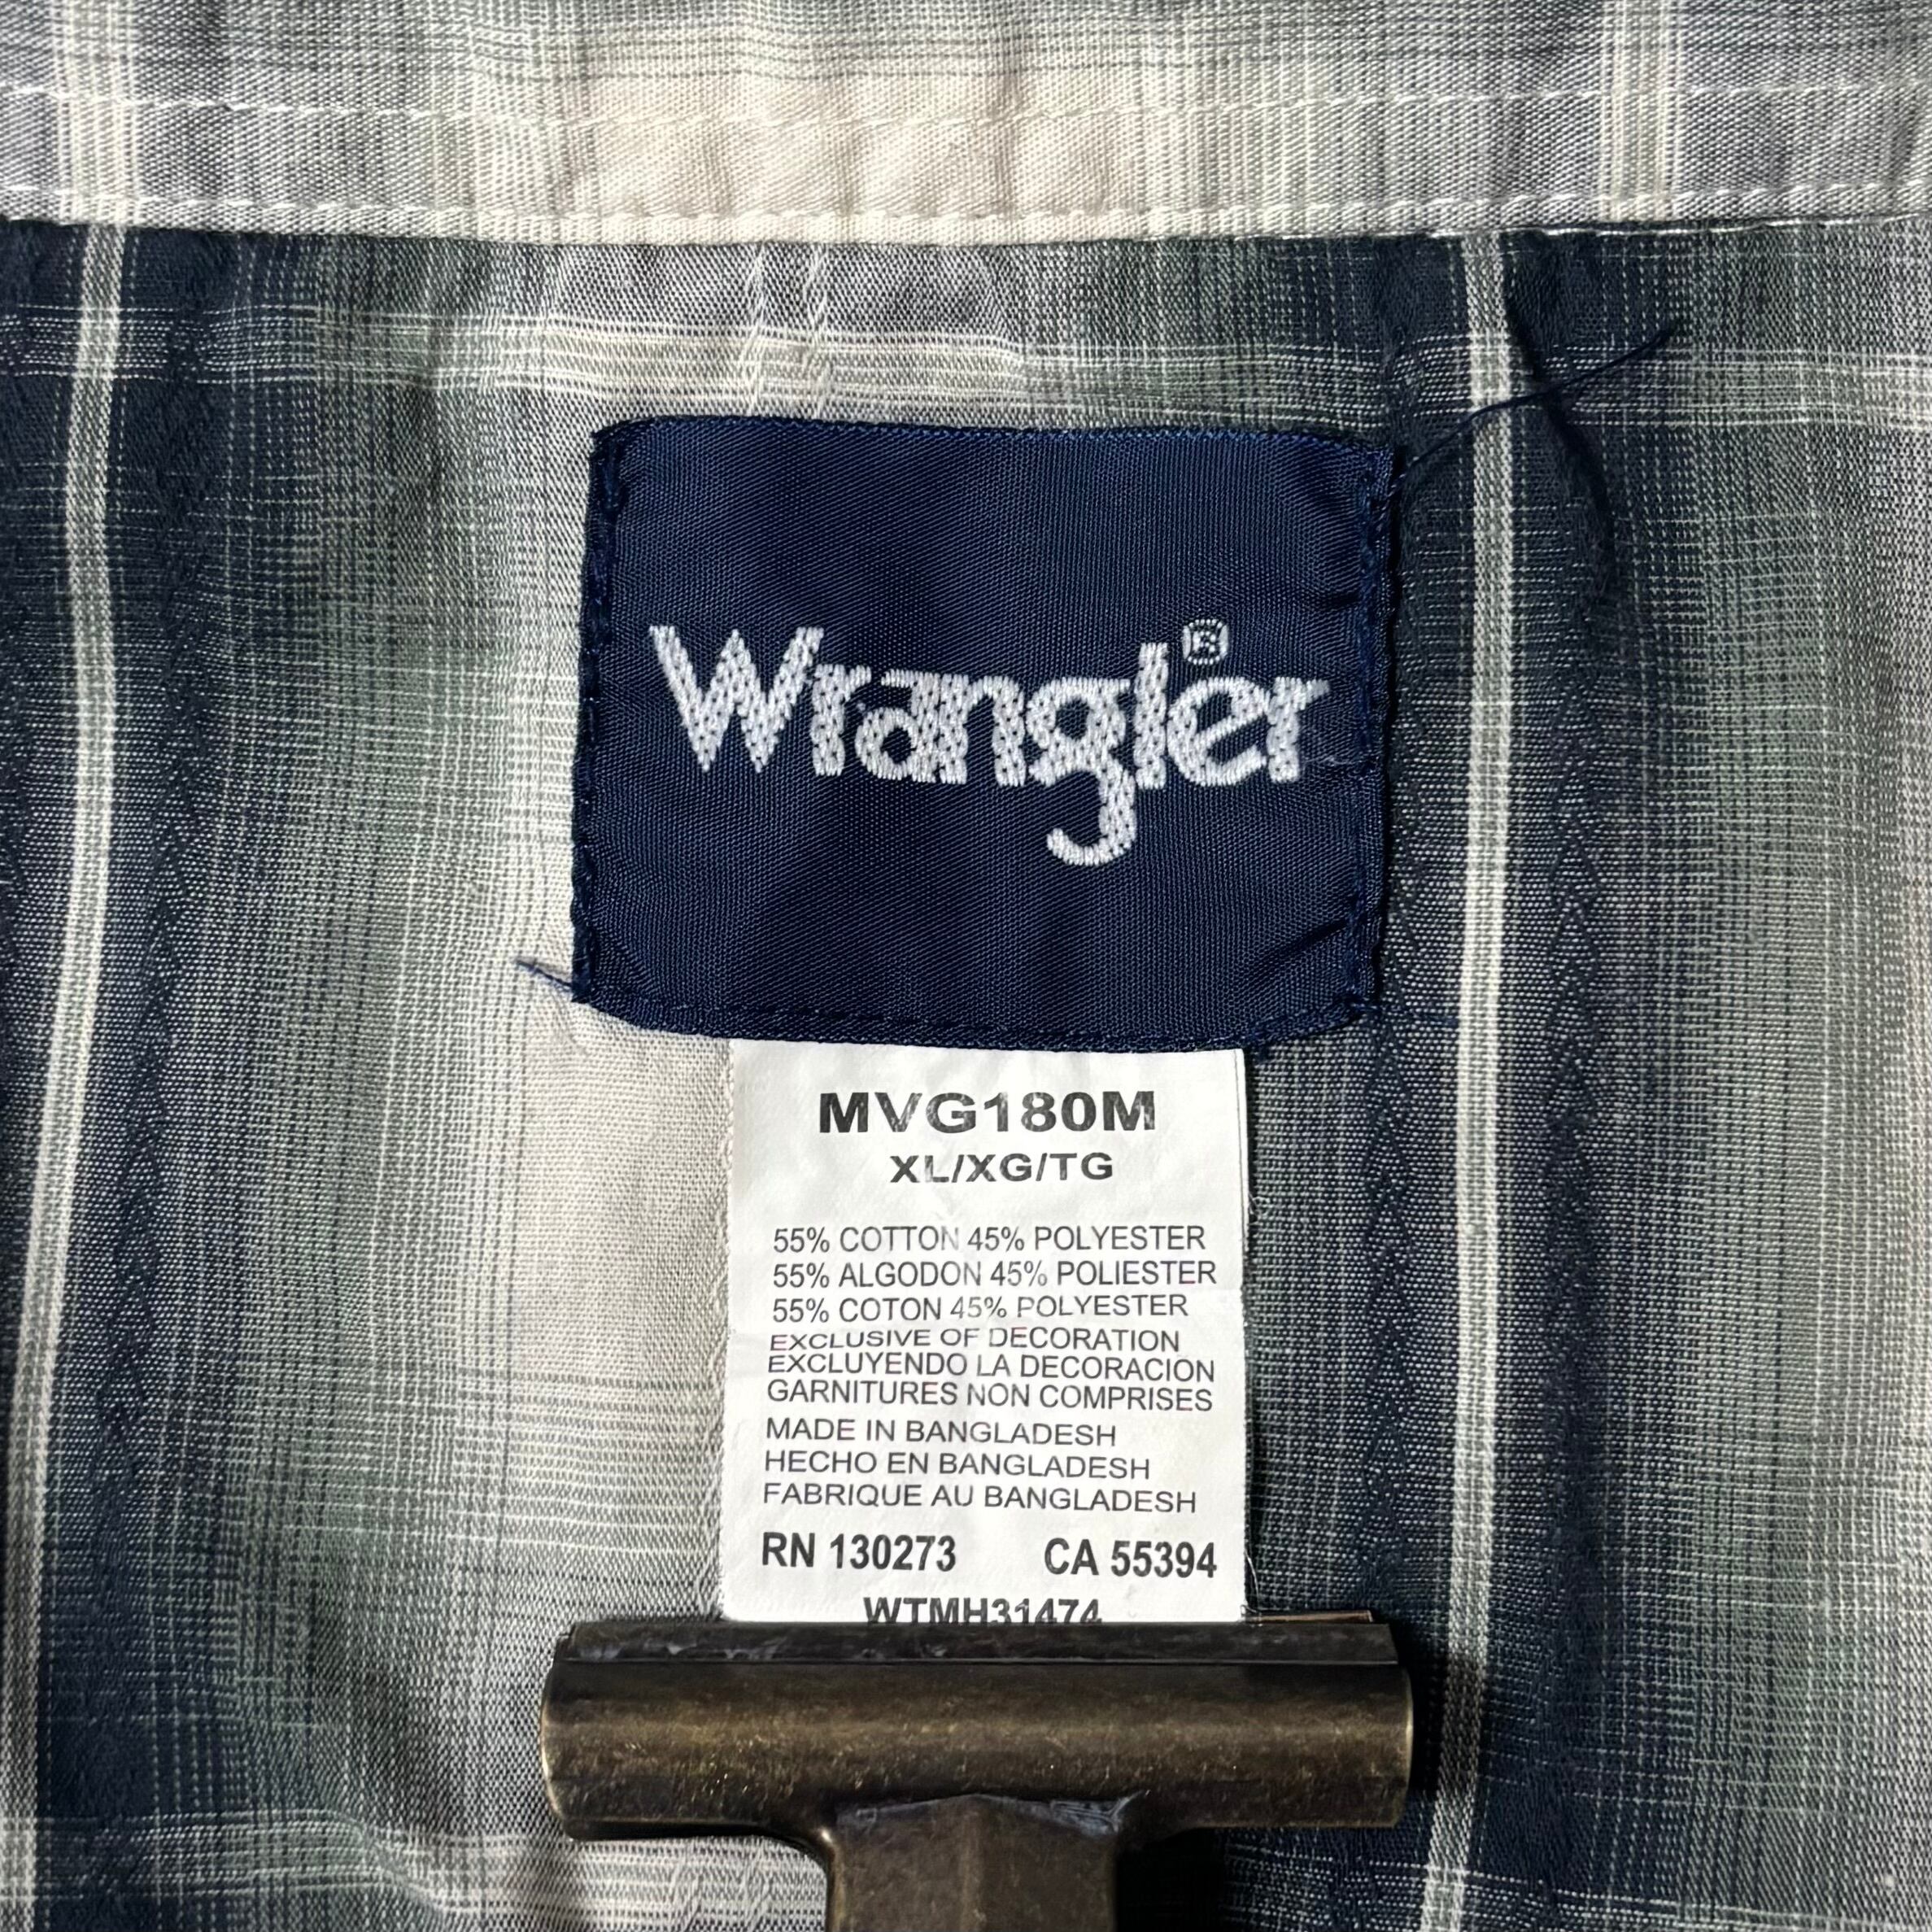 Wrangler®
MVG180M
XL/XG/TG
55% COTTON 45% POLYESTER
55% ALGODON 45% POLIESTER
55% COTON 45% POLYESTER
EXCLUSIVE OF DECORATION
EXCLUYENDO LA DECORACION
GARNITURES NON COMPRISES
MADE IN BANGLADESH
HECHO EN BANGLADESH
FABRIQUE AU BANGLADESH
RN 130273 CA 55394
WTMH31474